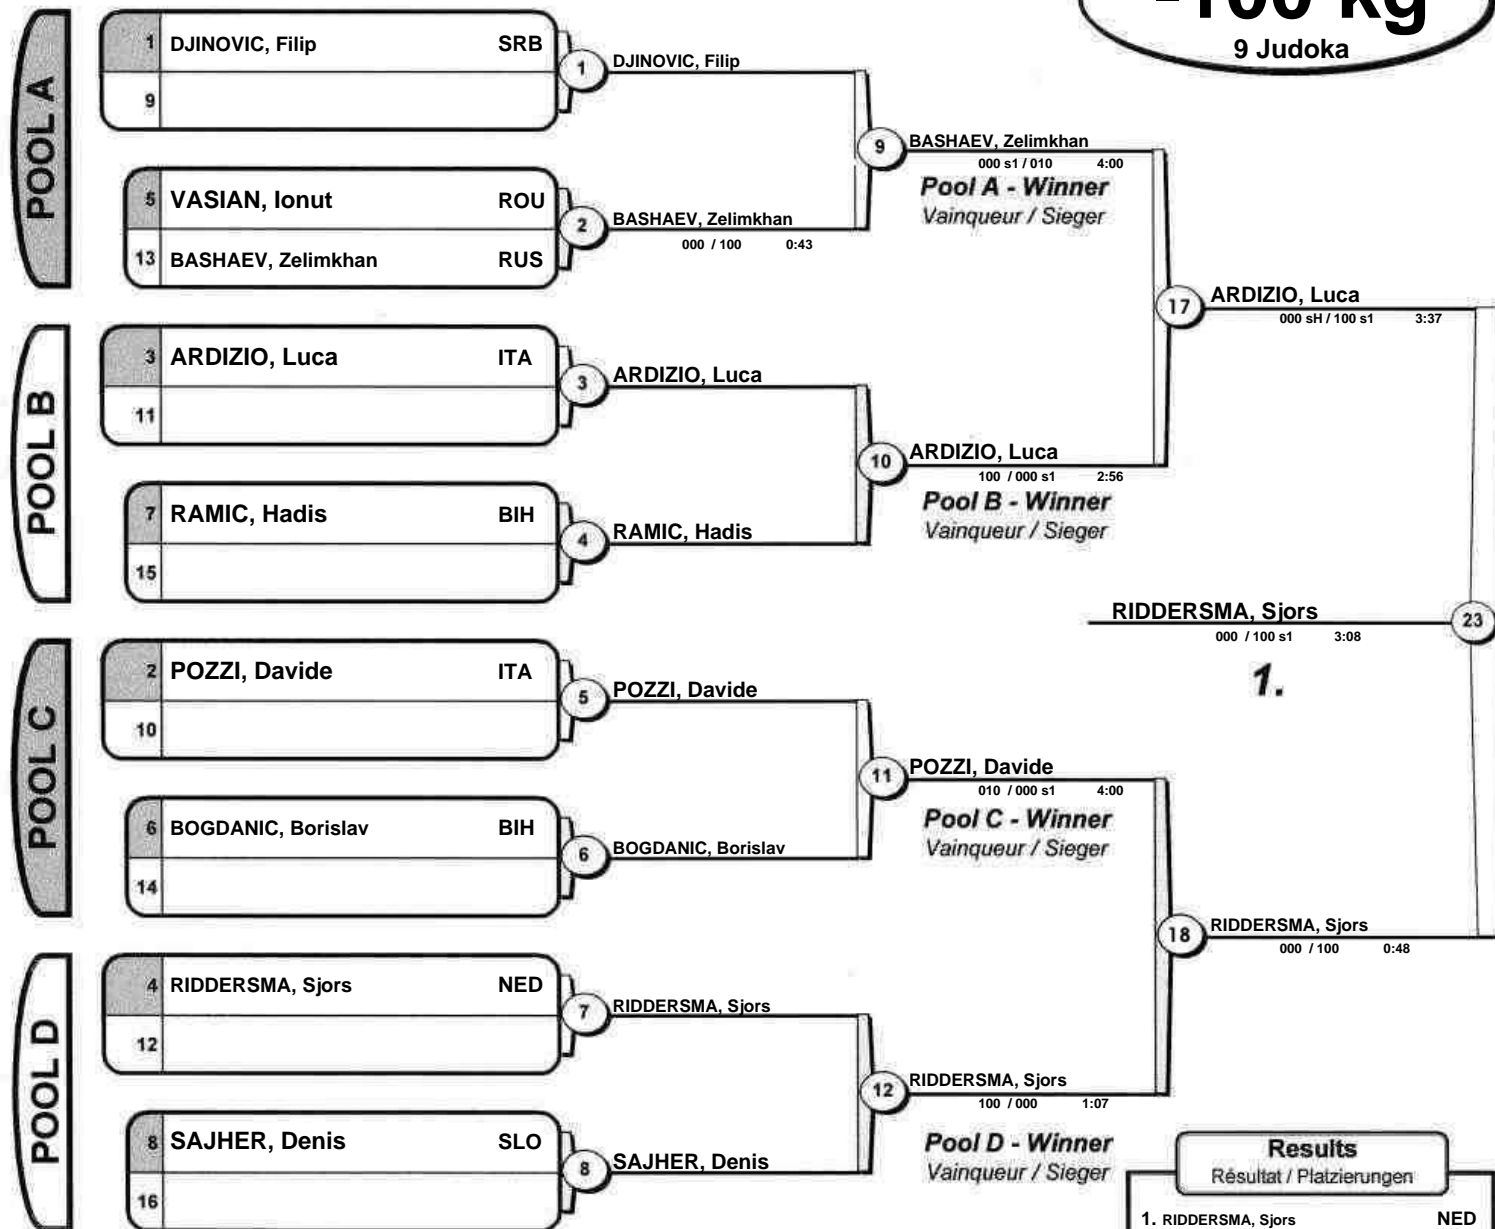 -100 kg
9 Judoka
POOL A
1 DJINOVIC, Filip SRB
9
1 DJINOVIC, Filip
5 VASIAN, Ionut ROU
13 BASHAEV, Zelimkhan RUS
2 BASHAEV, Zelimkhan
000 / 100 0:43
9 BASHAEV, Zelimkhan
000 s1 / 010 4:00
Pool A - Winner
Vainqueur / Sieger
POOL B
3 ARDIZIO, Luca ITA
11
3 ARDIZIO, Luca
7 RAMIC, Hadis BIH
15
4 RAMIC, Hadis
10 ARDIZIO, Luca
100 / 000 s1 2:56
Pool B - Winner
Vainqueur / Sieger
17 ARDIZIO, Luca
000 sH / 100 s1 3:37
RIDDERSMA, Sjors 23
000 / 100 s1 3:08
1.
POOL C
2 POZZI, Davide ITA
10
5 POZZI, Davide
6 BOGDANIC, Borislav BIH
14
6 BOGDANIC, Borislav
11 POZZI, Davide
010 / 000 s1 4:00
Pool C - Winner
Vainqueur / Sieger
18 RIDDERSMA, Sjors
000 / 100 0:48
POOL D
4 RIDDERSMA, Sjors NED
12
7 RIDDERSMA, Sjors
8 SAJHER, Denis SLO
16
8 SAJHER, Denis
12 RIDDERSMA, Sjors
100 / 000 1:07
Pool D - Winner
Vainqueur / Sieger
Results
Résultat / Platzierungen
1. RIDDERSMA, Sjors NED